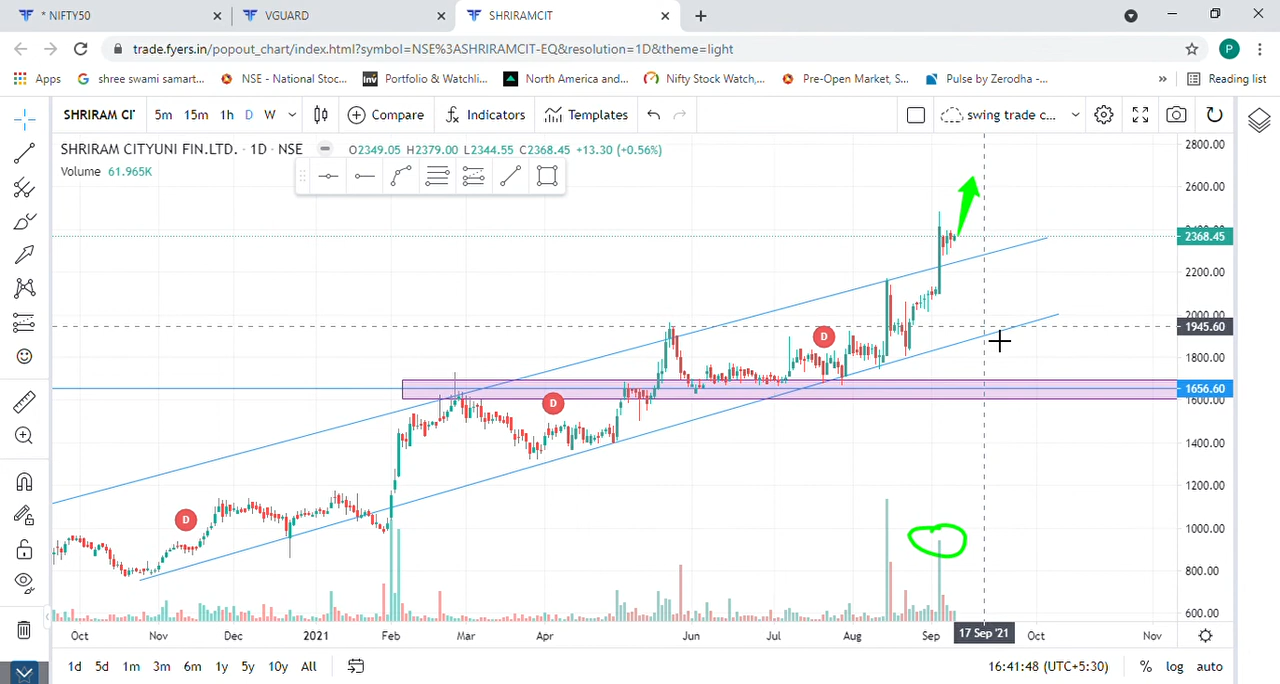 * NIFTY50
VGUARD
SHRIRAMCIT
trade.fyers.in/popout_chart/index.html?symbol=NSE%3ASHRIRAMCIT-EQ&resolution=1D&theme=light
P
Apps
shree swami samart...
NSE - National Stoc...
Inv
Portfolio & Watchli...
North America and...
Nifty Stock Watch,...
Pre-Open Market, S...
Pulse by Zerodha -...
»
Reading list
SHRIRAM CI'
5m 15m 1h D W
Compare
Indicators
Templates
swing trade c...
SHRIRAM CITYUNI FIN.LTD. · 1D · NSE
O2349.05 H2379.00 L2344.55 C2368.45 +13.30 (+0.56%)
Volume 61.965K
2800.00
2600.00
2400.00
2368.45
2200.00
2000.00
1945.60
1800.00
1656.60
1600.00
1400.00
1200.00
1000.00
800.00
600.00
D
D
D
Oct Nov Dec 2021 Feb Mar Apr Jun Jul Aug Sep 17 Sep '21 Oct Nov
1d 5d 1m 3m 6m 1y 5y 10y All
16:41:48 (UTC+5:30) % log auto